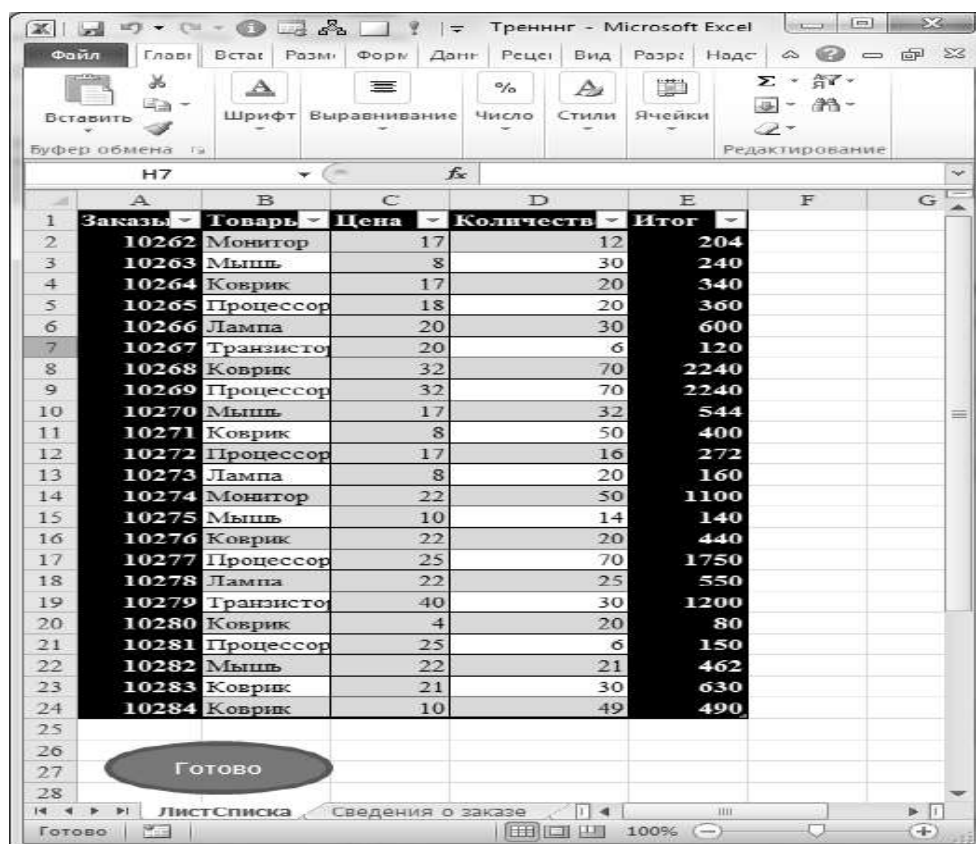 Тренннг - Microsoft Excel
Файл Главн Встав Разм Форм Данн Рецен Вид Разра Надс
Вставить Шрифт Выравнивание Число Стили Ячейки
Буфер обмена Редактирование
H7 fx
A B C D E F G
1 Заказы Товары Цена Количеств Итог
2 10262 Монитор 17 12 204
3 10263 Мышь 8 30 240
4 10264 Коврик 17 20 340
5 10265 Процессор 18 20 360
6 10266 Лампа 20 30 600
7 10267 Транзистор 20 6 120
8 10268 Коврик 32 70 2240
9 10269 Процессор 32 70 2240
10 10270 Мышь 17 32 544
11 10271 Коврик 8 50 400
12 10272 Процессор 17 16 272
13 10273 Лампа 8 20 160
14 10274 Монитор 22 50 1100
15 10275 Мышь 10 14 140
16 10276 Коврик 22 20 440
17 10277 Процессор 25 70 1750
18 10278 Лампа 22 25 550
19 10279 Транзистор 40 30 1200
20 10280 Коврик 4 20 80
21 10281 Процессор 25 6 150
22 10282 Мышь 22 21 462
23 10283 Коврик 21 30 630
24 10284 Коврик 10 49 490
25
26
27 Готово
28
ЛистСписка Сведения о заказе
Готово 100%